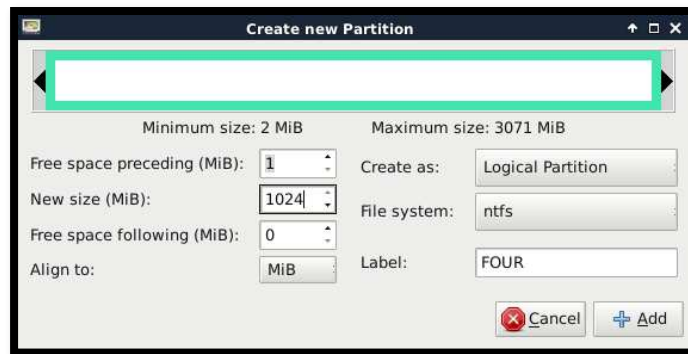 Create new Partition
Minimum size: 2 MiB Maximum size: 3071 MiB
Free space preceding (MiB): 1
Create as: Logical Partition
New size (MiB): 1024
File system: ntfs
Free space following (MiB): 0
Align to: MiB
Label: FOUR
Cancel Add